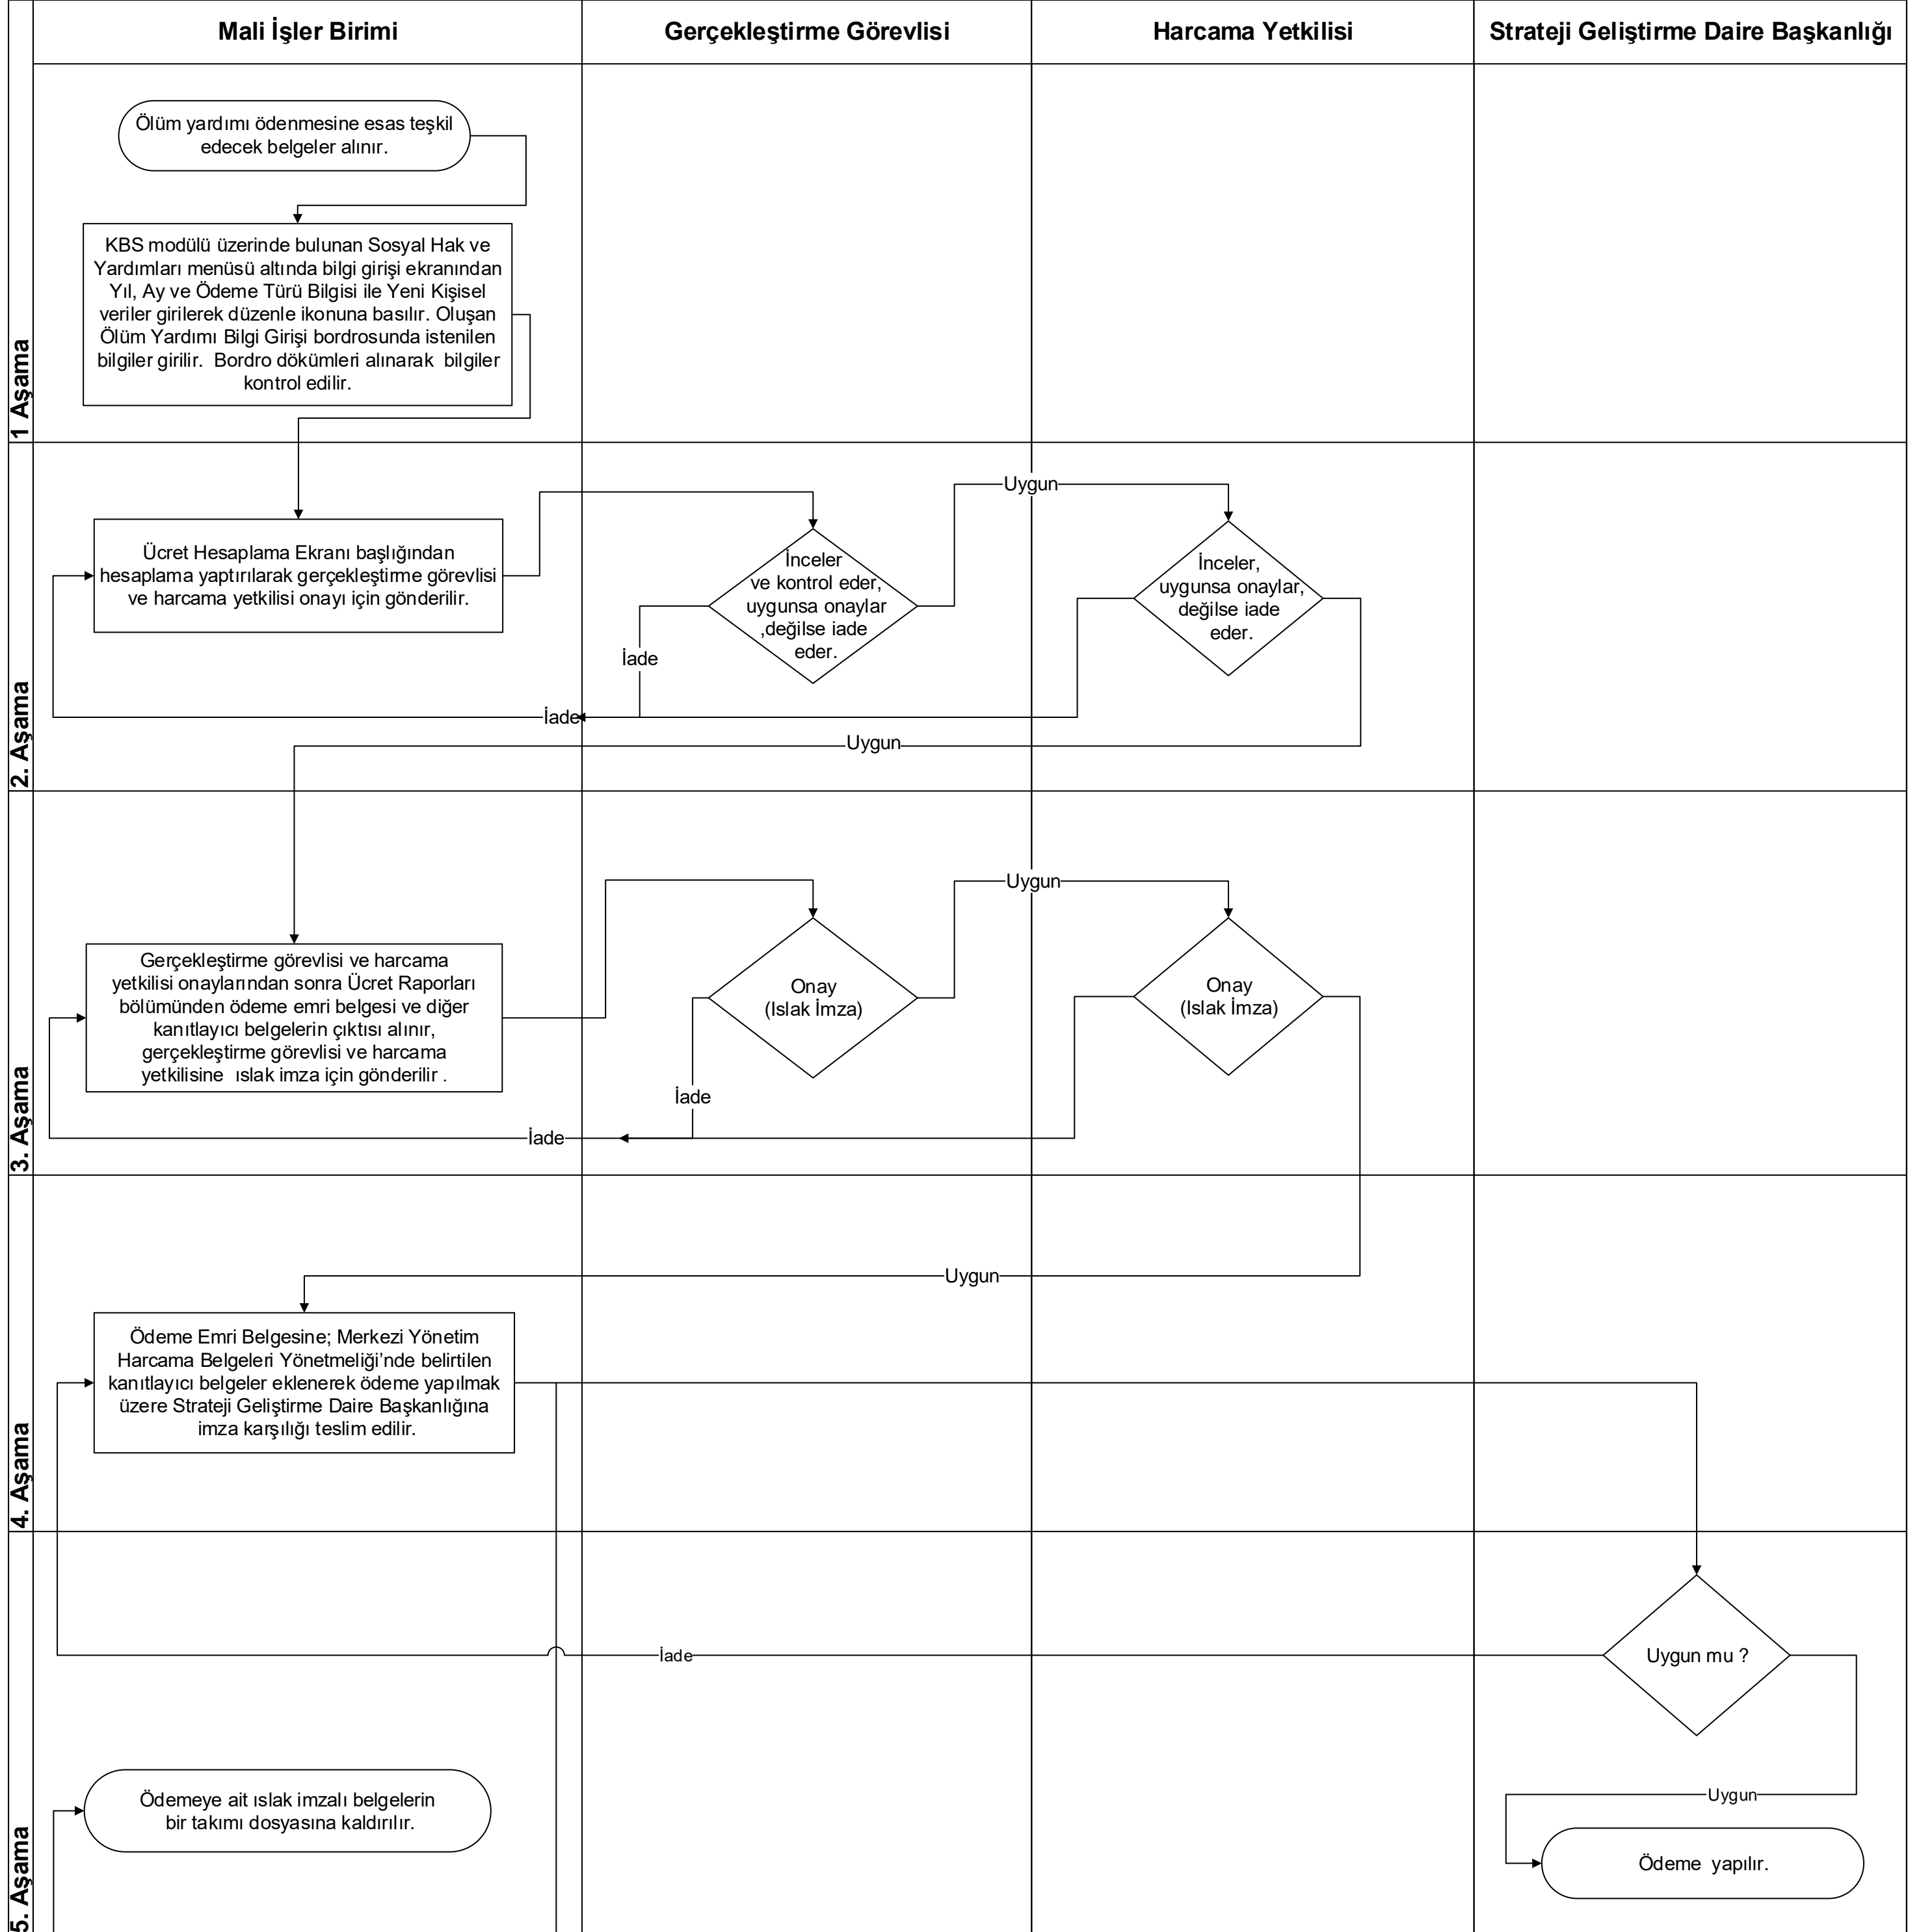 Mali İşler Birimi
Gerçekleştirme Görevlisi
Harcama Yetkilisi
Strateji Geliştirme Daire Başkanlığı
1 Aşama
Ölüm yardımı ödenmesine esas teşkil
edecek belgeler alınır.
KBS modülü üzerinde bulunan Sosyal Hak ve
Yardımları menüsü altında bilgi girişi ekranından
Yıl, Ay ve Ödeme Türü Bilgisi ile Yeni Kişisel
veriler girilerek düzenle ikonuna basılır. Oluşan
Ölüm Yardımı Bilgi Girişi bordrosunda istenilen
bilgiler girilir.  Bordro dökümleri alınarak  bilgiler
kontrol edilir.
2. Aşama
Ücret Hesaplama Ekranı başlığından
hesaplama yaptırılarak gerçekleştirme görevlisi
ve harcama yetkilisi onayı için gönderilir.
İnceler
ve kontrol eder,
uygunsa onaylar
,değilse iade
eder.
Uygun
İnceler,
uygunsa onaylar,
değilse iade
eder.
İade
İade
Uygun
3. Aşama
Gerçekleştirme görevlisi ve harcama
yetkilisi onaylarından sonra Ücret Raporları
bölümünden ödeme emri belgesi ve diğer
kanıtlayıcı belgelerin çıktısı alınır,
gerçekleştirme görevlisi ve harcama
yetkilisine  ıslak imza için gönderilir .
Onay
(Islak İmza)
Uygun
Onay
(Islak İmza)
İade
İade
4. Aşama
Uygun
Ödeme Emri Belgesine; Merkezi Yönetim
Harcama Belgeleri Yönetmeliği’nde belirtilen
kanıtlayıcı belgeler eklenerek ödeme yapılmak
üzere Strateji Geliştirme Daire Başkanlığına
imza karşılığı teslim edilir.
5. Aşama
Uygun mu ?
İade
Uygun
Ödemeye ait ıslak imzalı belgelerin
bir takımı dosyasına kaldırılır.
Ödeme  yapılır.